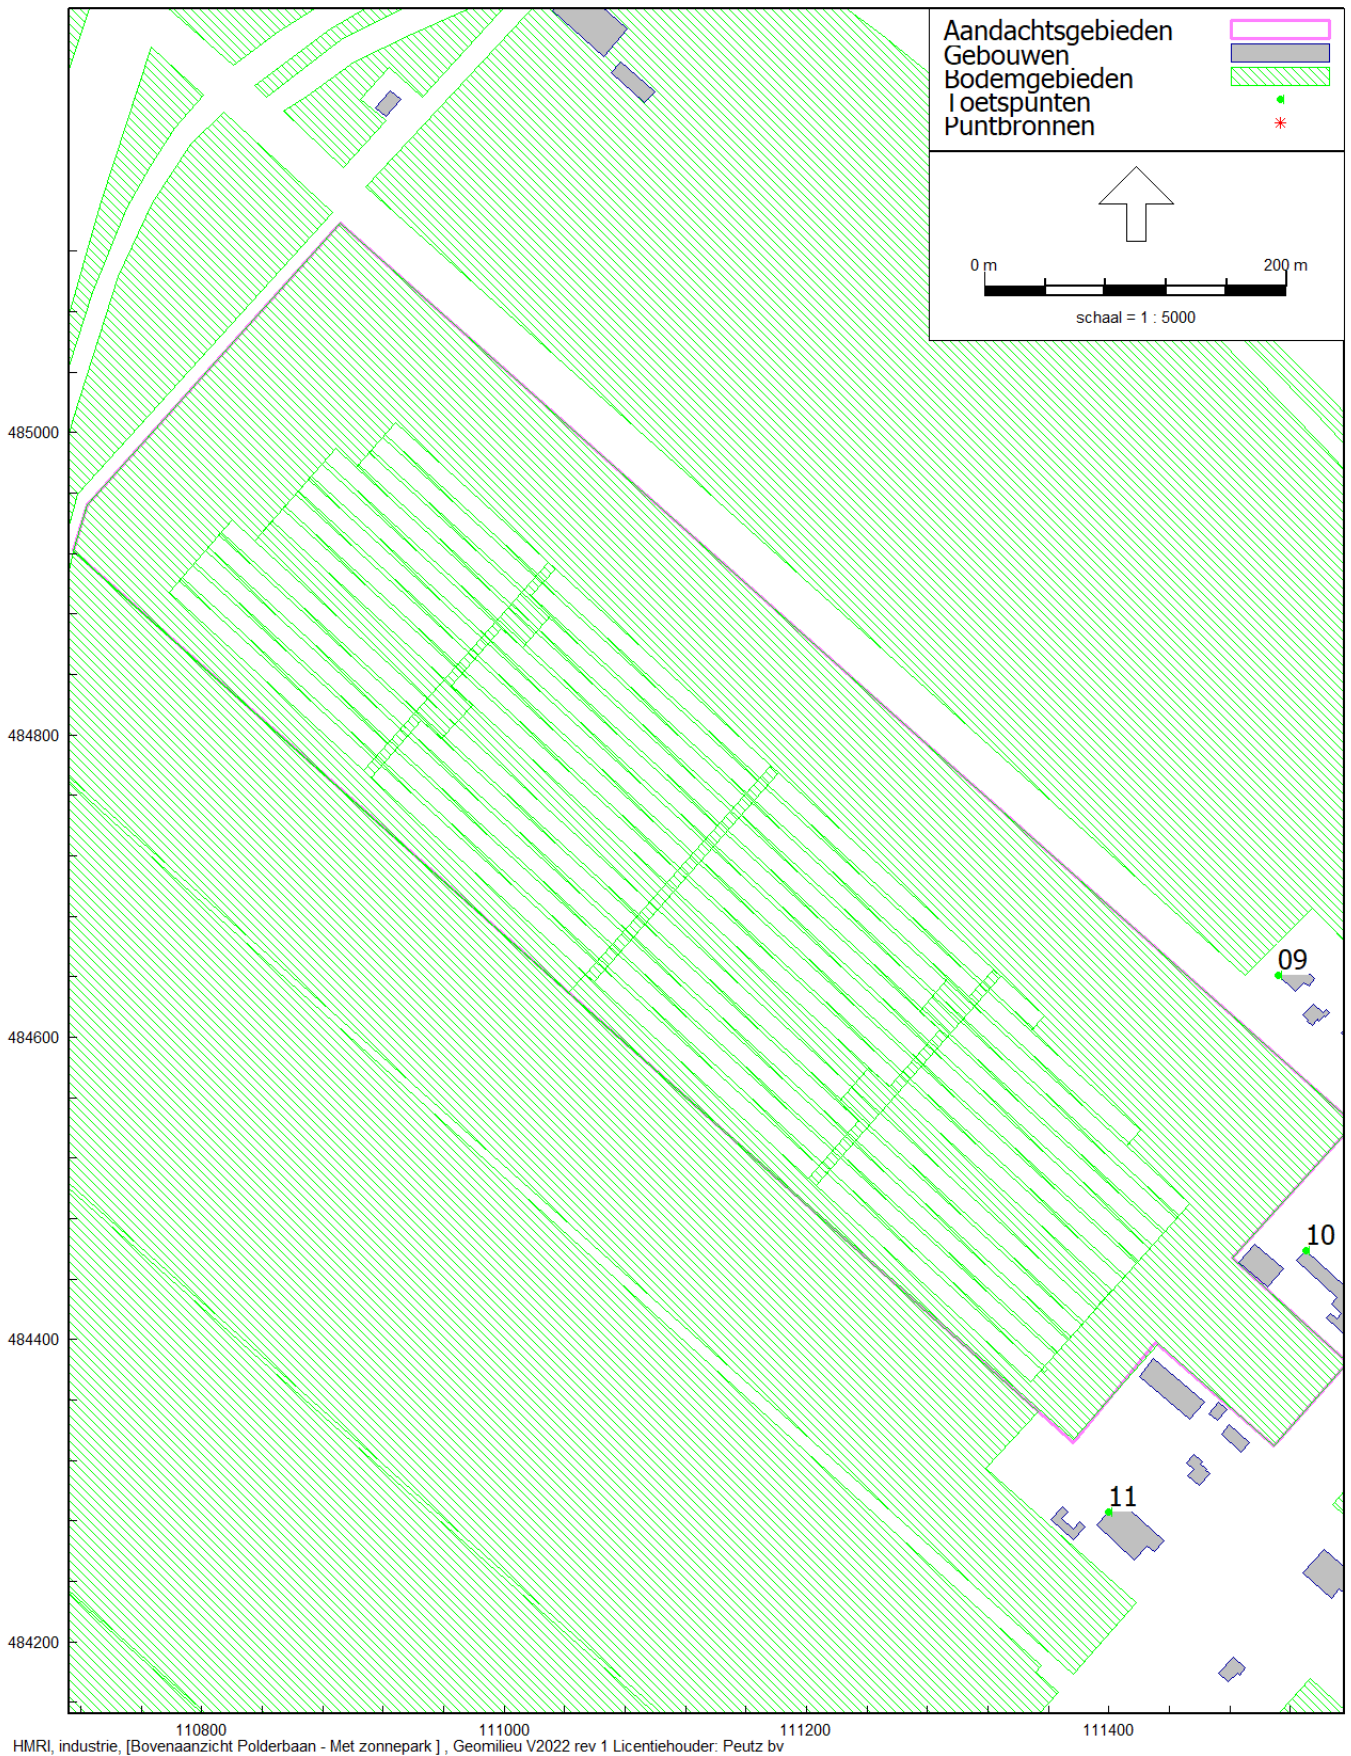 Aandachtsgebieden
Gebouwen
Bodemgebieden
Toetspunten
Puntbronnen
0 m
200 m
schaal = 1 : 5000
485000
484800
09
484600
10
484400
11
484200
110800
111000
111200
111400
HMRI, industrie, [Bovenaanzicht Polderbaan - Met zonnepark ] , Geomilieu V2022 rev 1 Licentiehouder: Peutz bv